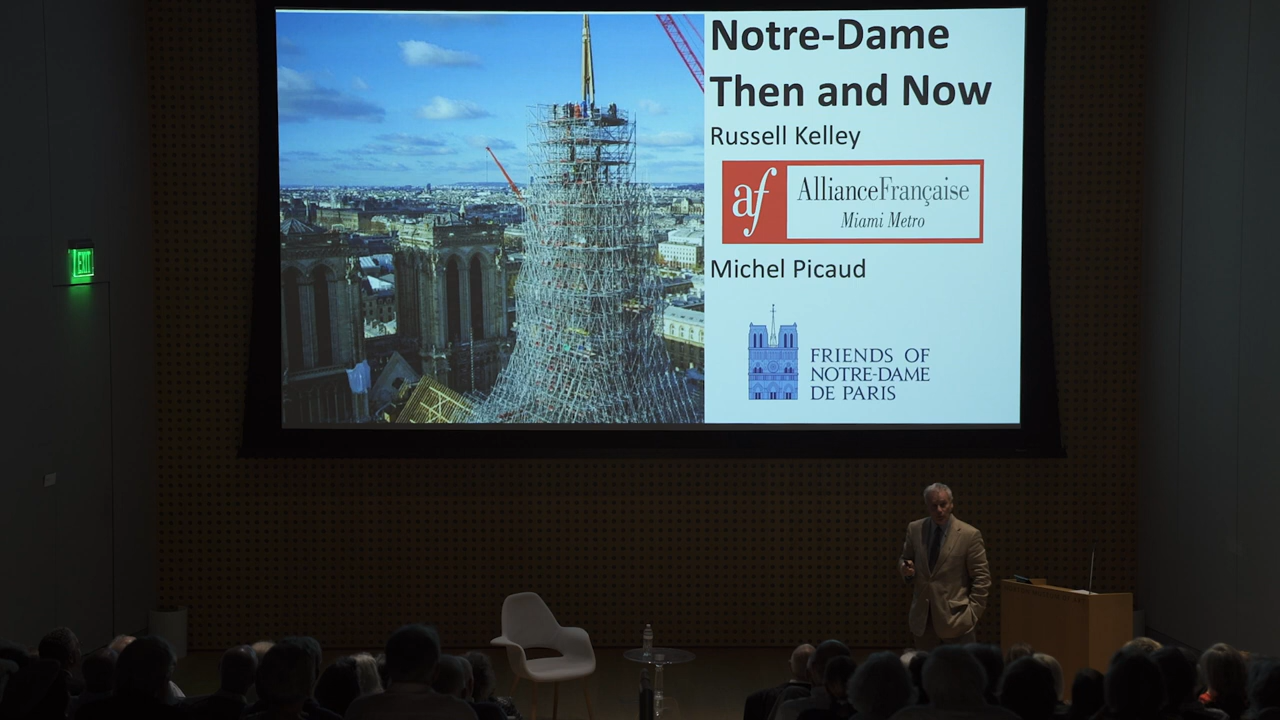 Notre-Dame
Then and Now
Russell Kelley
af
AllianceFrançaise
Miami Metro
Michel Picaud
FRIENDS OF
NOTRE-DAME
DE PARIS
EXIT